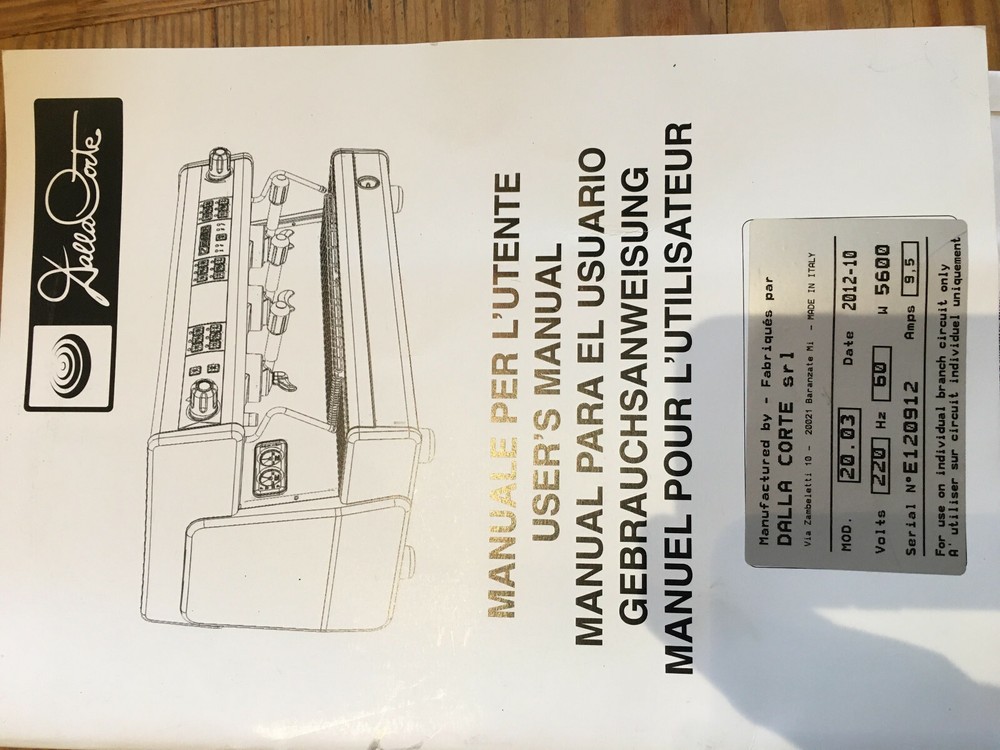 Dalla Corte
MANUALE PER L'UTENTE
USER'S MANUAL
MANUAL PARA EL USUARIO
GEBRAUCHSANWEISUNG
MANUEL POUR L'UTILISATEUR
Manufactured by - Fabriqués par
DALLA CORTE srl
Via Zambeletti 10 - 20021 Baranzate Mi - MADE IN ITALY
MOD. 20.03 Date 2012-10
Volts 220 Hz 60 W 5600
Serial N°E120912 Amps 9,5
For use on individual branch circuit only
A' utiliser sur circuit individuel uniquement